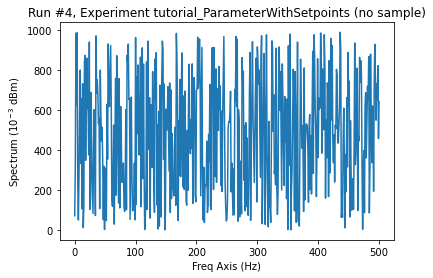 Run #4, Experiment tutorial_ParameterWithSetpoints (no sample)
1000
800
600
400
200
0
Spectrum (10⁻³ dBm)
0 100 200 300 400 500
Freq Axis (Hz)